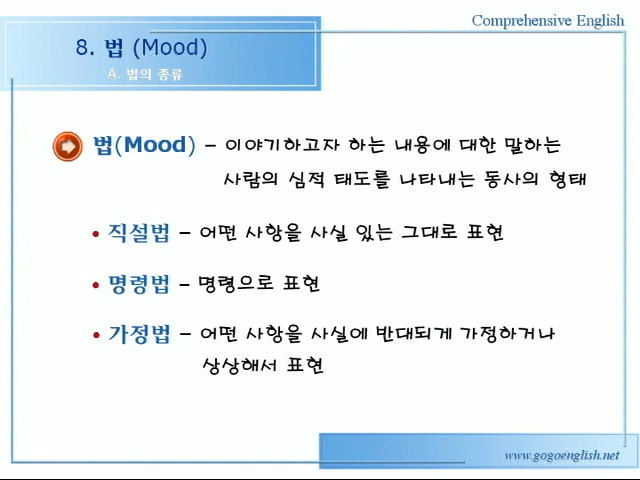 Comprehensive English
8. 법 (Mood)
A. 법의 종류
법(Mood) – 이야기하고자 하는 내용에 대한 말하는
사람의 심적 태도를 나타내는 동사의 형태
• 직설법 – 어떤 사항을 사실 있는 그대로 표현
• 명령법 – 명령으로 표현
• 가정법 – 어떤 사항을 사실에 반대되게 가정하거나
상상해서 표현
www.gogoenglish.net